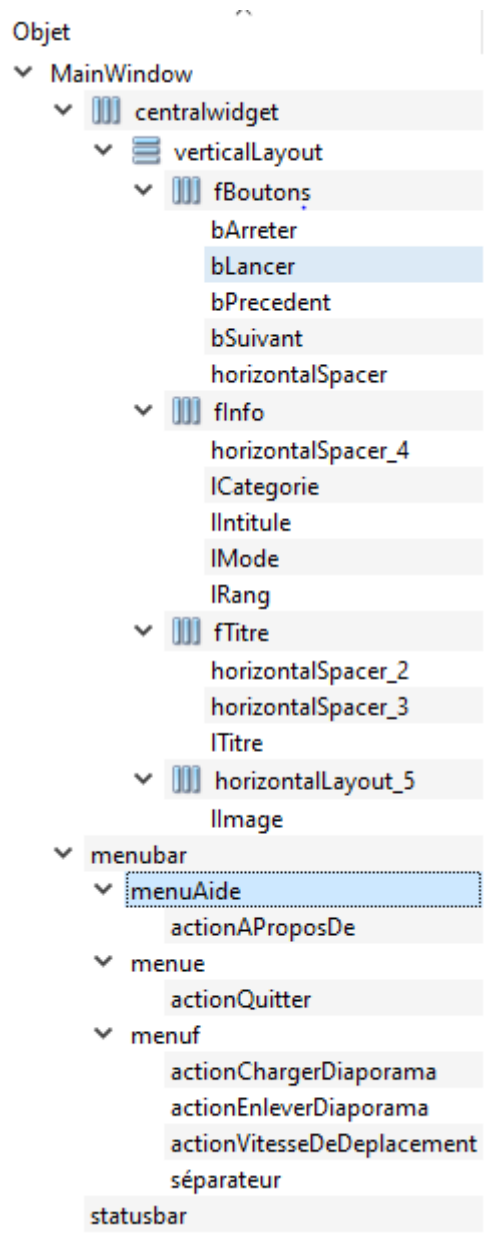 Objet
MainWindow
centralwidget
verticalLayout
fBoutons
bArreter
bLancer
bPrecedent
bSuivant
horizontalSpacer
fInfo
horizontalSpacer_4
lCategorie
lIntitule
lMode
lRang
fTitre
horizontalSpacer_2
horizontalSpacer_3
lTitre
horizontalLayout_5
lImage
menubar
menuAide
actionAProposDe
menue
actionQuitter
menuf
actionChargerDiaporama
actionEnleverDiaporama
actionVitesseDeDeplacement
séparateur
statusbar